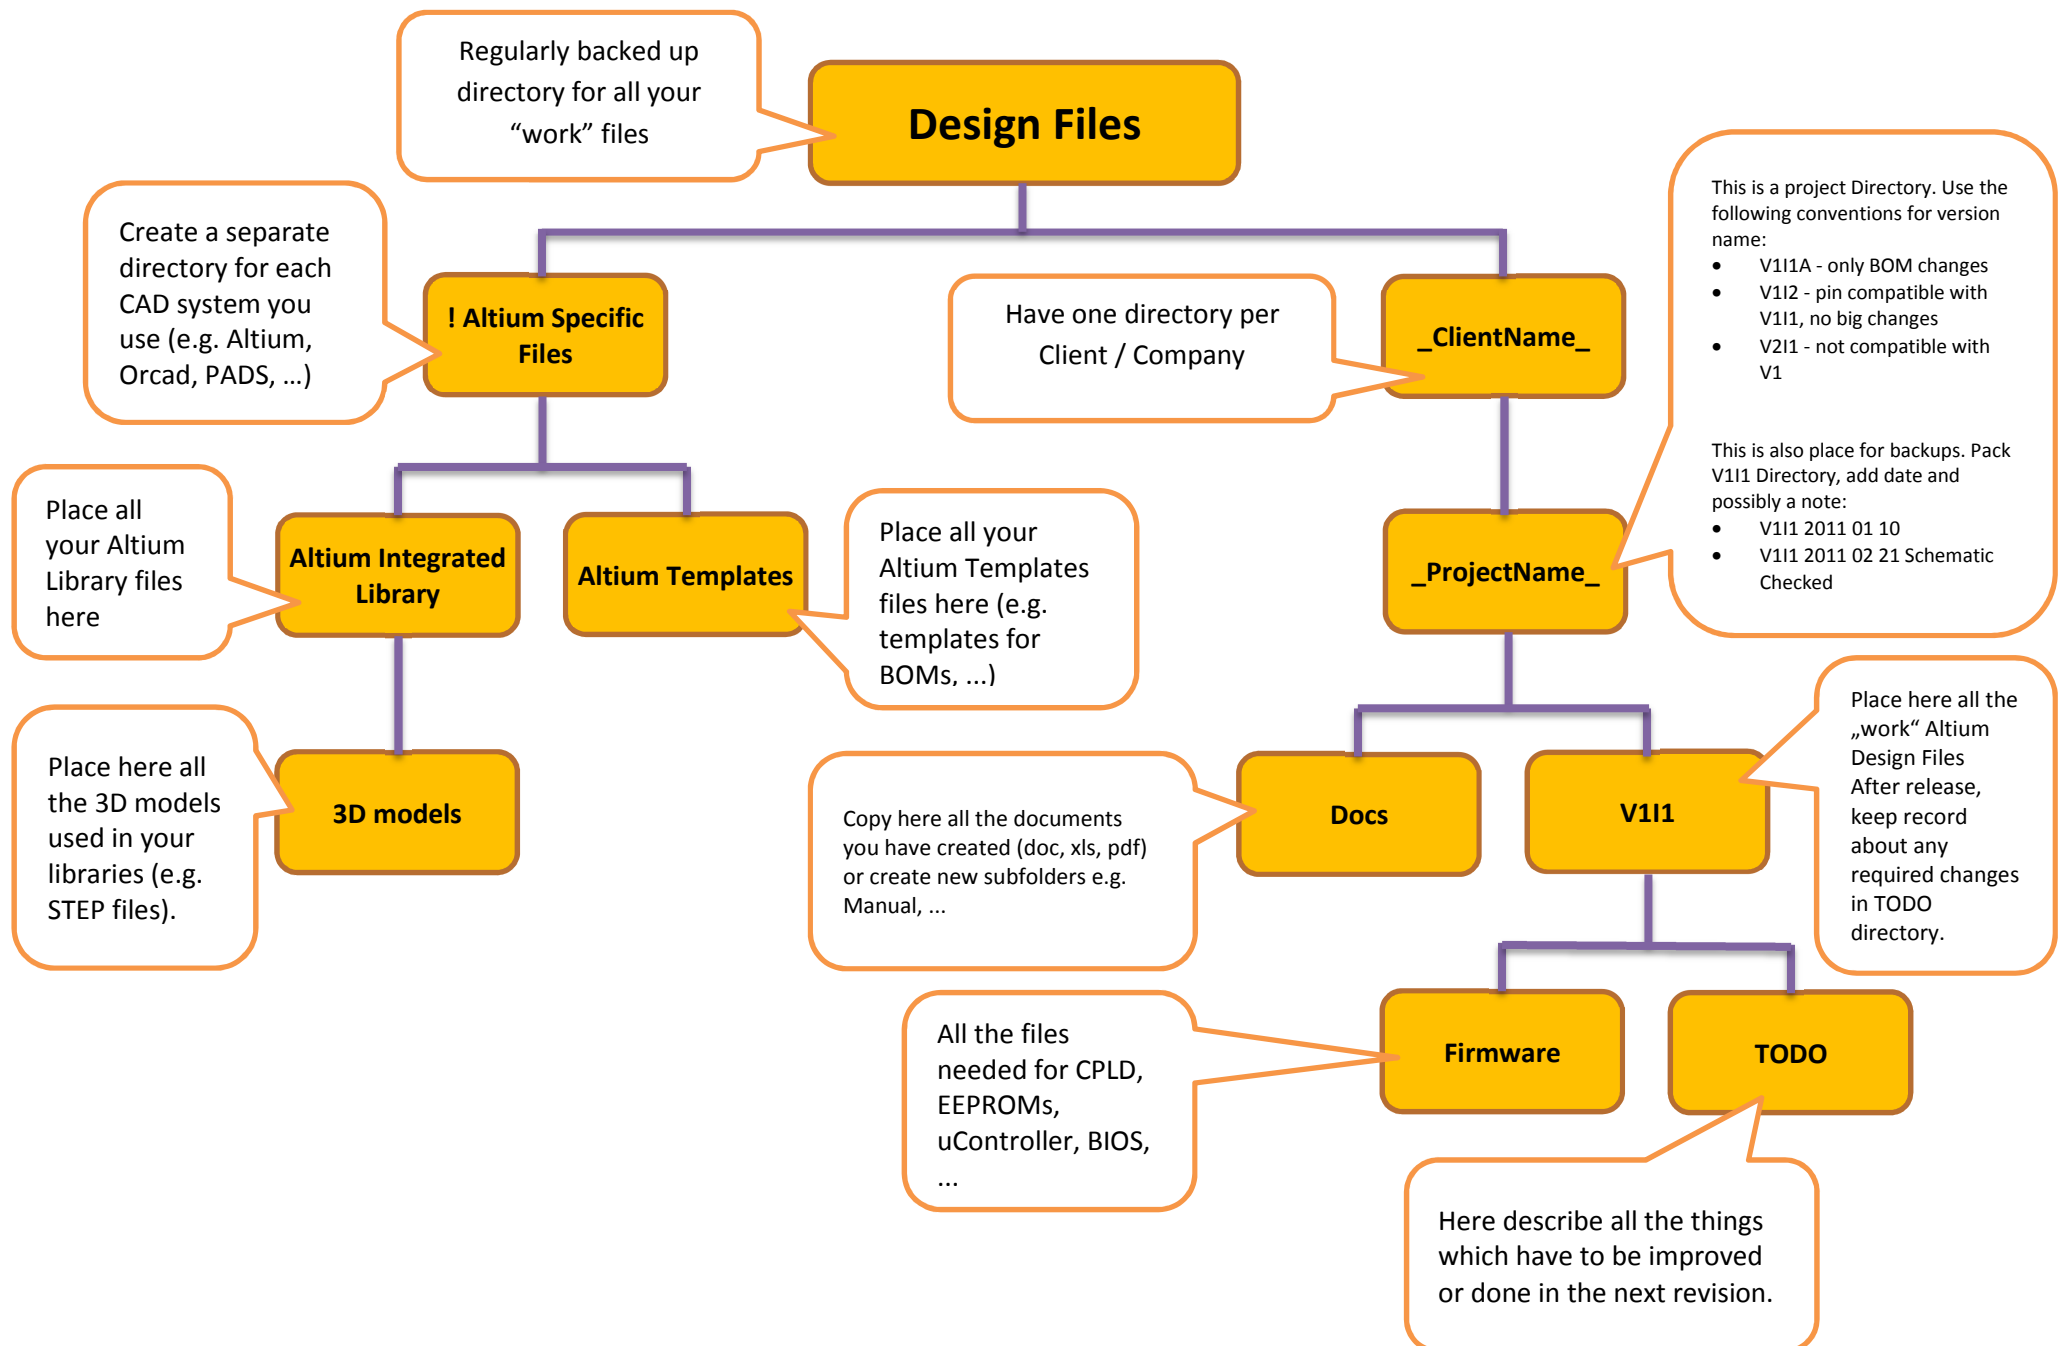 Regularly backed up
directory for all your
“work” files
Design Files
Create a separate
directory for each
CAD system you
use (e.g. Altium,
Orcad, PADS, …)
! Altium Specific
Files
Have one directory per
Client / Company
_ClientName_
This is a project Directory. Use the
following conventions for version
name:
• V1I1A - only BOM changes
• V1I2 - pin compatible with
V1I1, no big changes
• V2I1 - not compatible with
V1
This is also place for backups. Pack
V1I1 Directory, add date and
possibly a note:
• V1I1 2011 01 10
• V1I1 2011 02 21 Schematic
Checked
Place all
your Altium
Library files
here
Altium Integrated
Library
Altium Templates
Place all your
Altium Templates
files here (e.g.
templates for
BOMs, ...)
_ProjectName_
Place here all
the 3D models
used in your
libraries (e.g.
STEP files).
3D models
Copy here all the documents
you have created (doc, xls, pdf)
or create new subfolders e.g.
Manual, ...
Docs
V1I1
Place here all the
„work“ Altium
Design Files
After release,
keep record
about any
required changes
in TODO
directory.
All the files
needed for CPLD,
EEPROMs,
uController, BIOS,
...
Firmware
TODO
Here describe all the things
which have to be improved
or done in the next revision.